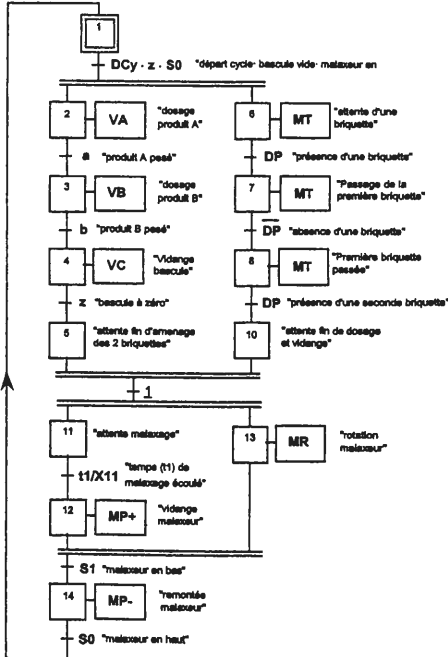 1
DCy · z · S0 "départ cycle· bascule vide· malaxeur en
2 VA "dosage produit A"
6 MT "attente d'une briquette"
a "produit A pesé"
DP "présence d'une briquette"
3 VB "dosage produit B"
7 MT "Passage de la première briquette"
b "produit B pesé"
DP "absence d'une briquette"
4 VC "Vidange bascule"
8 MT "Première briquette passée"
z "bascule à zéro"
DP "présence d'une seconde briquette"
5 "attente fin d'amenage des 2 briquettes"
10 "attente fin de dosage et vidange"
1
11 "attente malaxage"
13 MR "rotation malaxeur"
t1/X11 "temps (t1) de malaxage écoulé"
12 MP+ "vidange malaxeur"
S1 "malaxeur en bas"
14 MP- "remontée malaxeur"
S0 "malaxeur en haut"